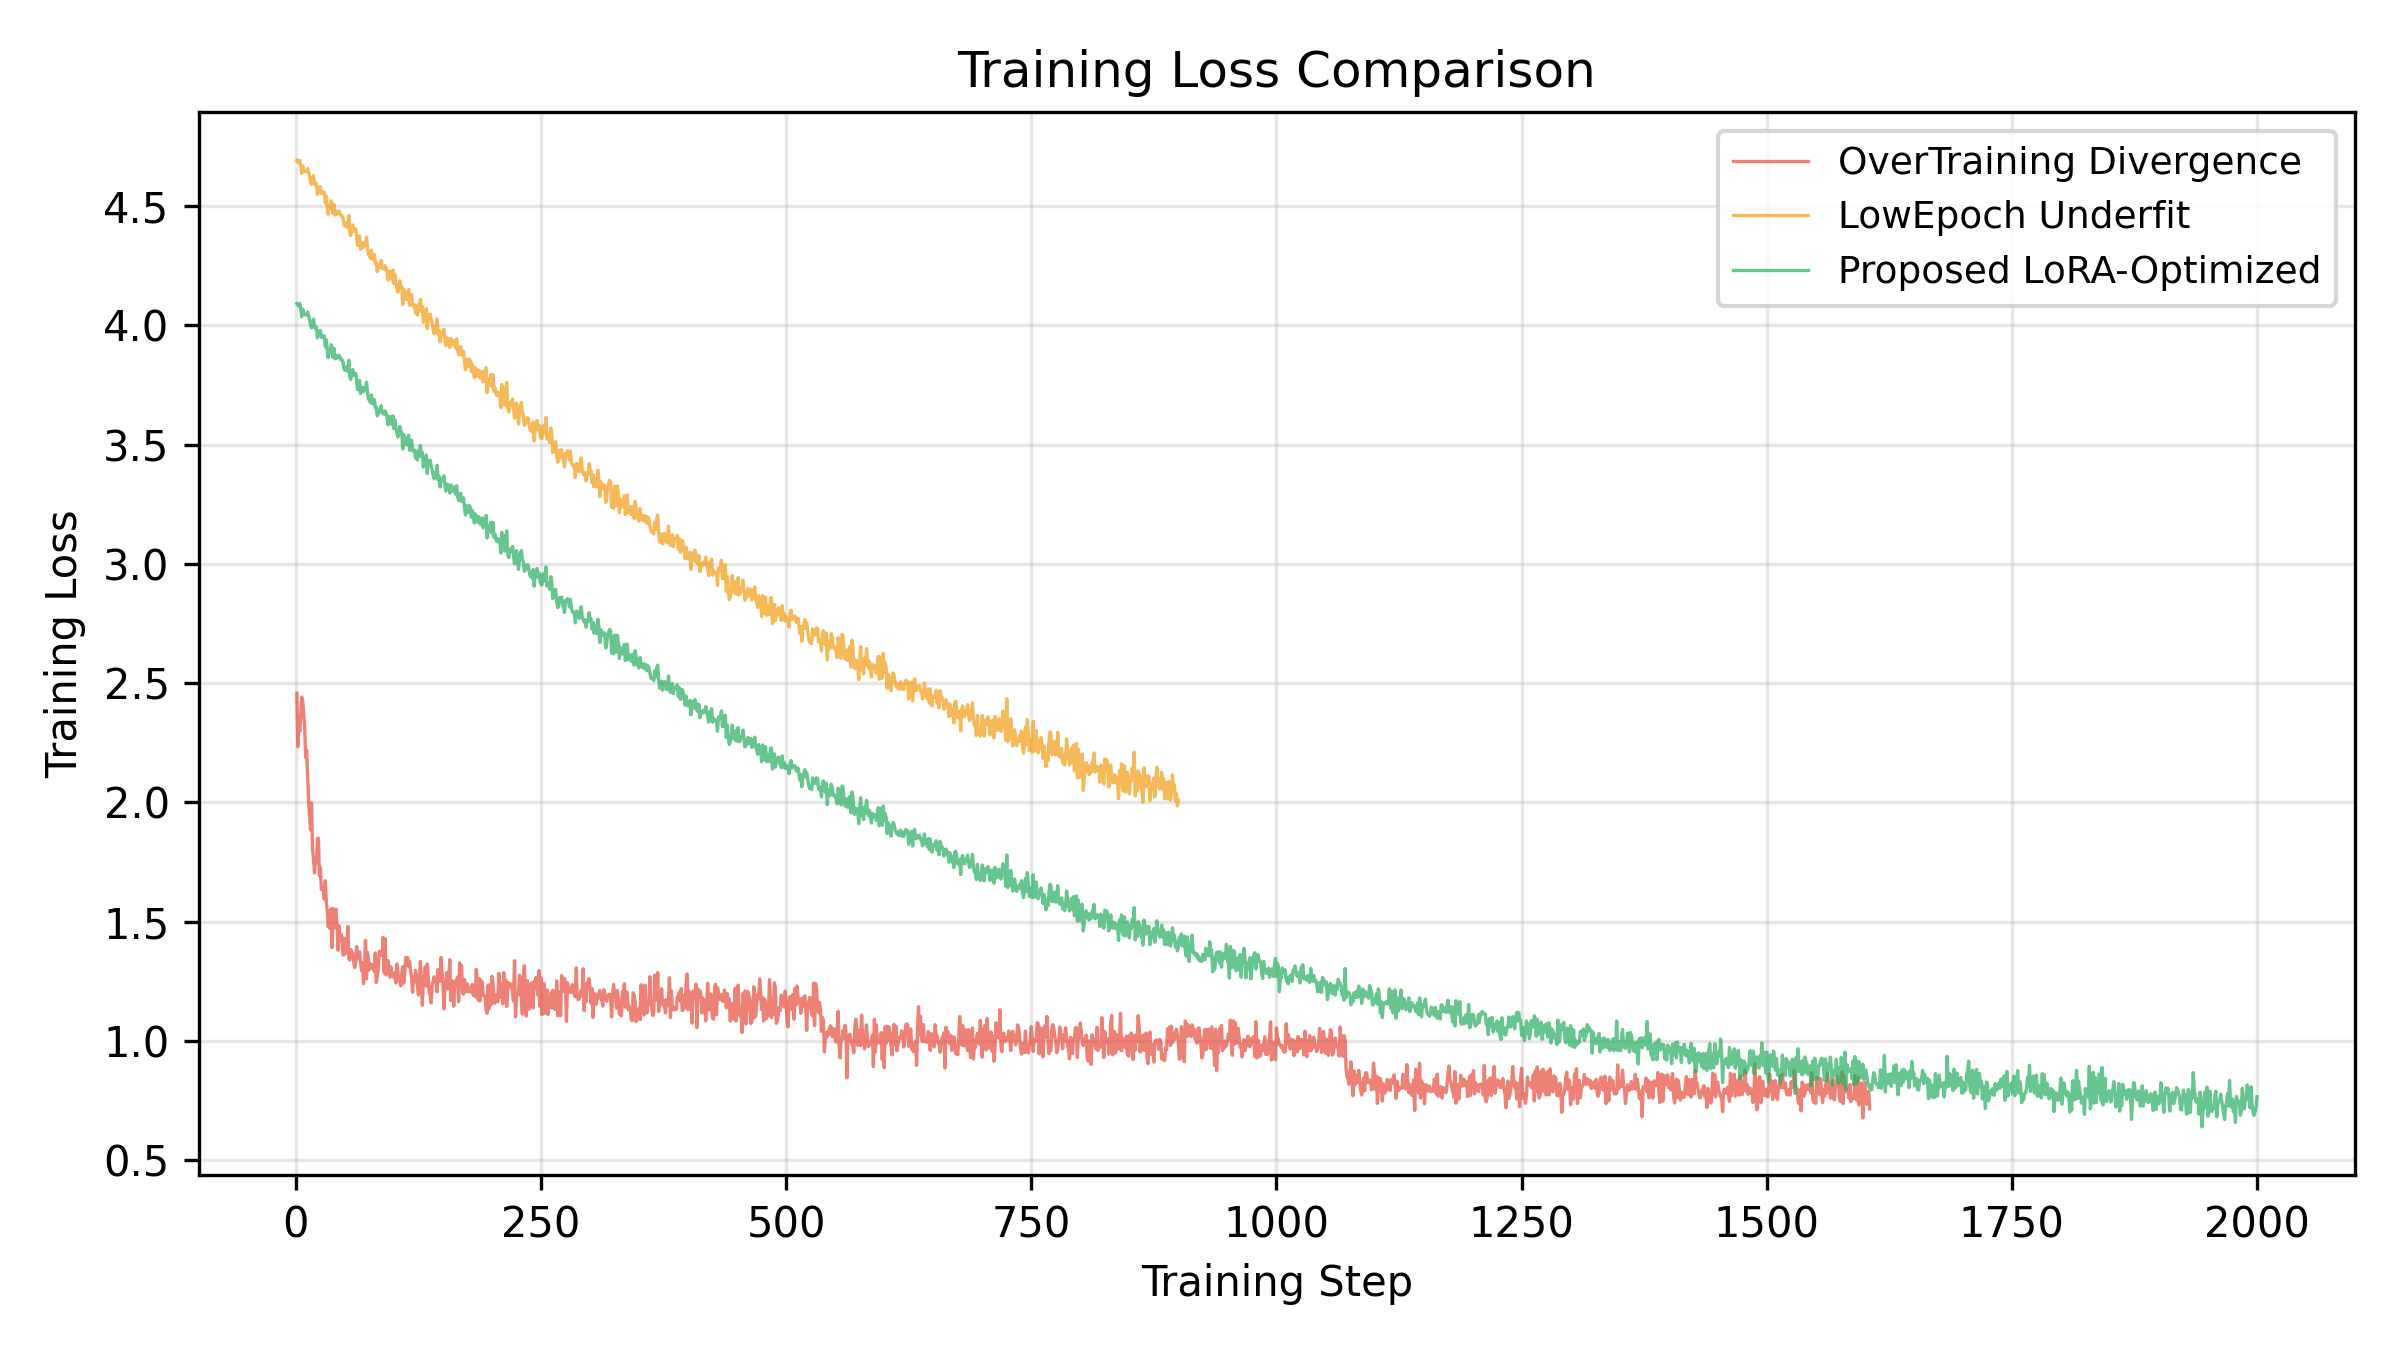 Training Loss Comparison
OverTraining Divergence
LowEpoch Underfit
Proposed LoRA-Optimized
Training Loss
4.5
4.0
3.5
3.0
2.5
2.0
1.5
1.0
0.5
0 250 500 750 1000 1250 1500 1750 2000
Training Step